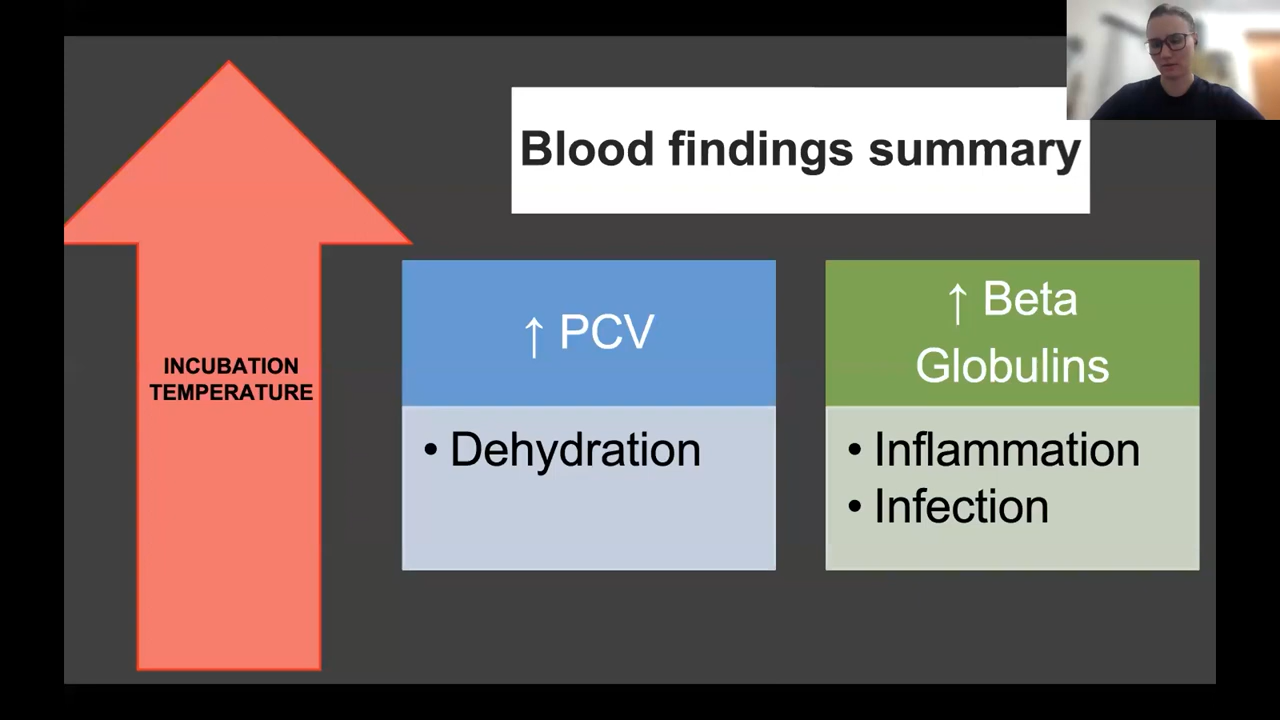 Blood findings summary
INCUBATION
TEMPERATURE
↑ PCV
• Dehydration
↑ Beta
Globulins
• Inflammation
• Infection